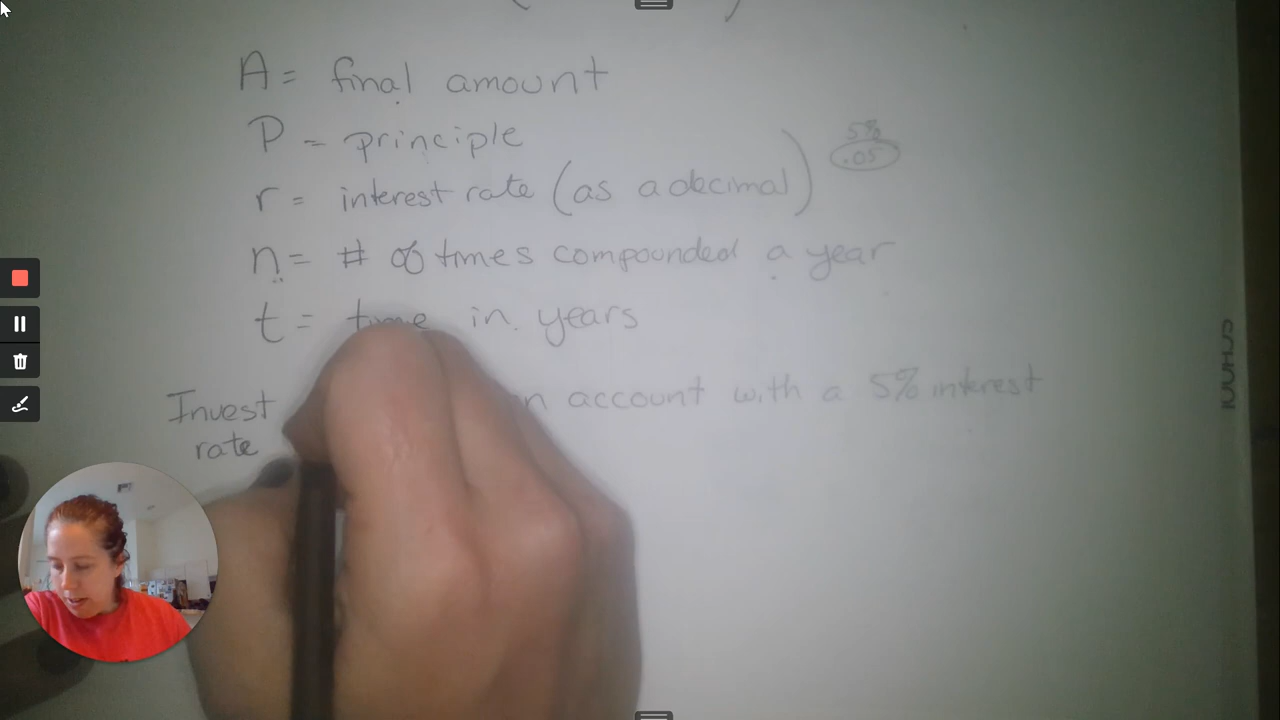 A = final amount
P = principle
r = interest rate (as a decimal)
5%
.05
n = # of times compounded a year
t = time in years
Invest account with a 5% interest
rate